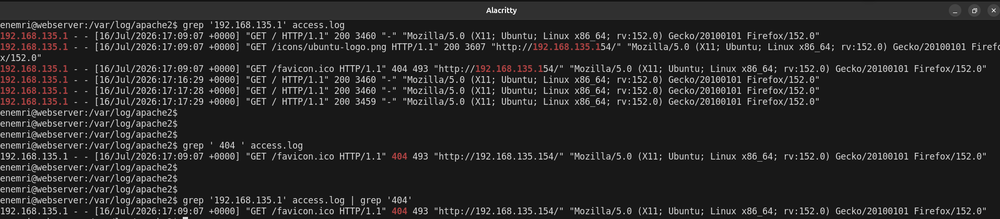 Alacritty
enemri@webserver:/var/log/apache2$ grep '192.168.135.1' access.log
192.168.135.1 - - [16/Jul/2026:17:09:07 +0000] "GET / HTTP/1.1" 200 3460 "-" "Mozilla/5.0 (X11; Ubuntu; Linux x86_64; rv:152.0) Gecko/20100101 Firefox/152.0"
192.168.135.1 - - [16/Jul/2026:17:09:07 +0000] "GET /icons/ubuntu-logo.png HTTP/1.1" 200 3607 "http://192.168.135.154/" "Mozilla/5.0 (X11; Ubuntu; Linux x86_64; rv:152.0) Gecko/20100101 Firefo
x/152.0"
192.168.135.1 - - [16/Jul/2026:17:09:07 +0000] "GET /favicon.ico HTTP/1.1" 404 493 "http://192.168.135.154/" "Mozilla/5.0 (X11; Ubuntu; Linux x86_64; rv:152.0) Gecko/20100101 Firefox/152.0"
192.168.135.1 - - [16/Jul/2026:17:16:29 +0000] "GET / HTTP/1.1" 200 3460 "-" "Mozilla/5.0 (X11; Ubuntu; Linux x86_64; rv:152.0) Gecko/20100101 Firefox/152.0"
192.168.135.1 - - [16/Jul/2026:17:17:28 +0000] "GET / HTTP/1.1" 200 3460 "-" "Mozilla/5.0 (X11; Ubuntu; Linux x86_64; rv:152.0) Gecko/20100101 Firefox/152.0"
192.168.135.1 - - [16/Jul/2026:17:17:29 +0000] "GET / HTTP/1.1" 200 3459 "-" "Mozilla/5.0 (X11; Ubuntu; Linux x86_64; rv:152.0) Gecko/20100101 Firefox/152.0"
enemri@webserver:/var/log/apache2$
enemri@webserver:/var/log/apache2$
enemri@webserver:/var/log/apache2$
enemri@webserver:/var/log/apache2$ grep ' 404 ' access.log
192.168.135.1 - - [16/Jul/2026:17:09:07 +0000] "GET /favicon.ico HTTP/1.1" 404 493 "http://192.168.135.154/" "Mozilla/5.0 (X11; Ubuntu; Linux x86_64; rv:152.0) Gecko/20100101 Firefox/152.0"
enemri@webserver:/var/log/apache2$
enemri@webserver:/var/log/apache2$
enemri@webserver:/var/log/apache2$
enemri@webserver:/var/log/apache2$ grep '192.168.135.1' access.log | grep '404'
192.168.135.1 - - [16/Jul/2026:17:09:07 +0000] "GET /favicon.ico HTTP/1.1" 404 493 "http://192.168.135.154/" "Mozilla/5.0 (X11; Ubuntu; Linux x86_64; rv:152.0) Gecko/20100101 Firefox/152.0"